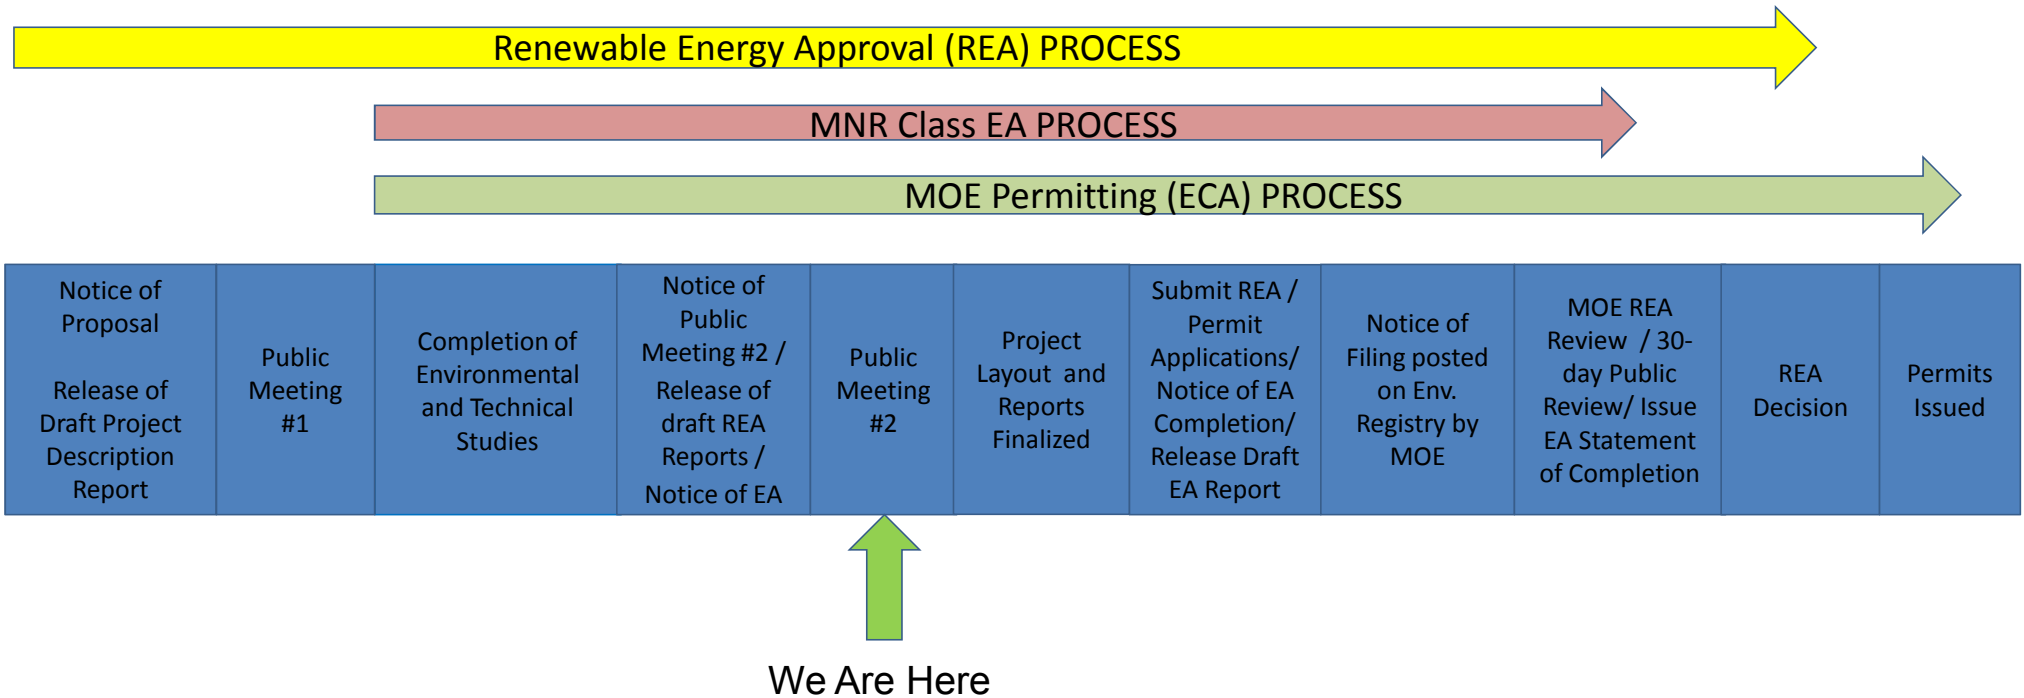 Renewable Energy Approval (REA) PROCESS
MNR Class EA PROCESS
MOE Permitting (ECA) PROCESS
Notice of
Proposal
Release of
Draft Project
Description
Report
Public
Meeting
#1
Completion of
Environmental
and Technical
Studies
Notice of
Public
Meeting #2 /
Release of
draft REA
Reports /
Notice of EA
Public
Meeting
#2
Project
Layout and
Reports
Finalized
Submit REA /
Permit
Applications/
Notice of EA
Completion/
Release Draft
EA Report
Notice of
Filing posted
on Env.
Registry by
MOE
MOE REA
Review / 30-
day Public
Review/ Issue
EA Statement
of Completion
REA
Decision
Permits
Issued
We Are Here